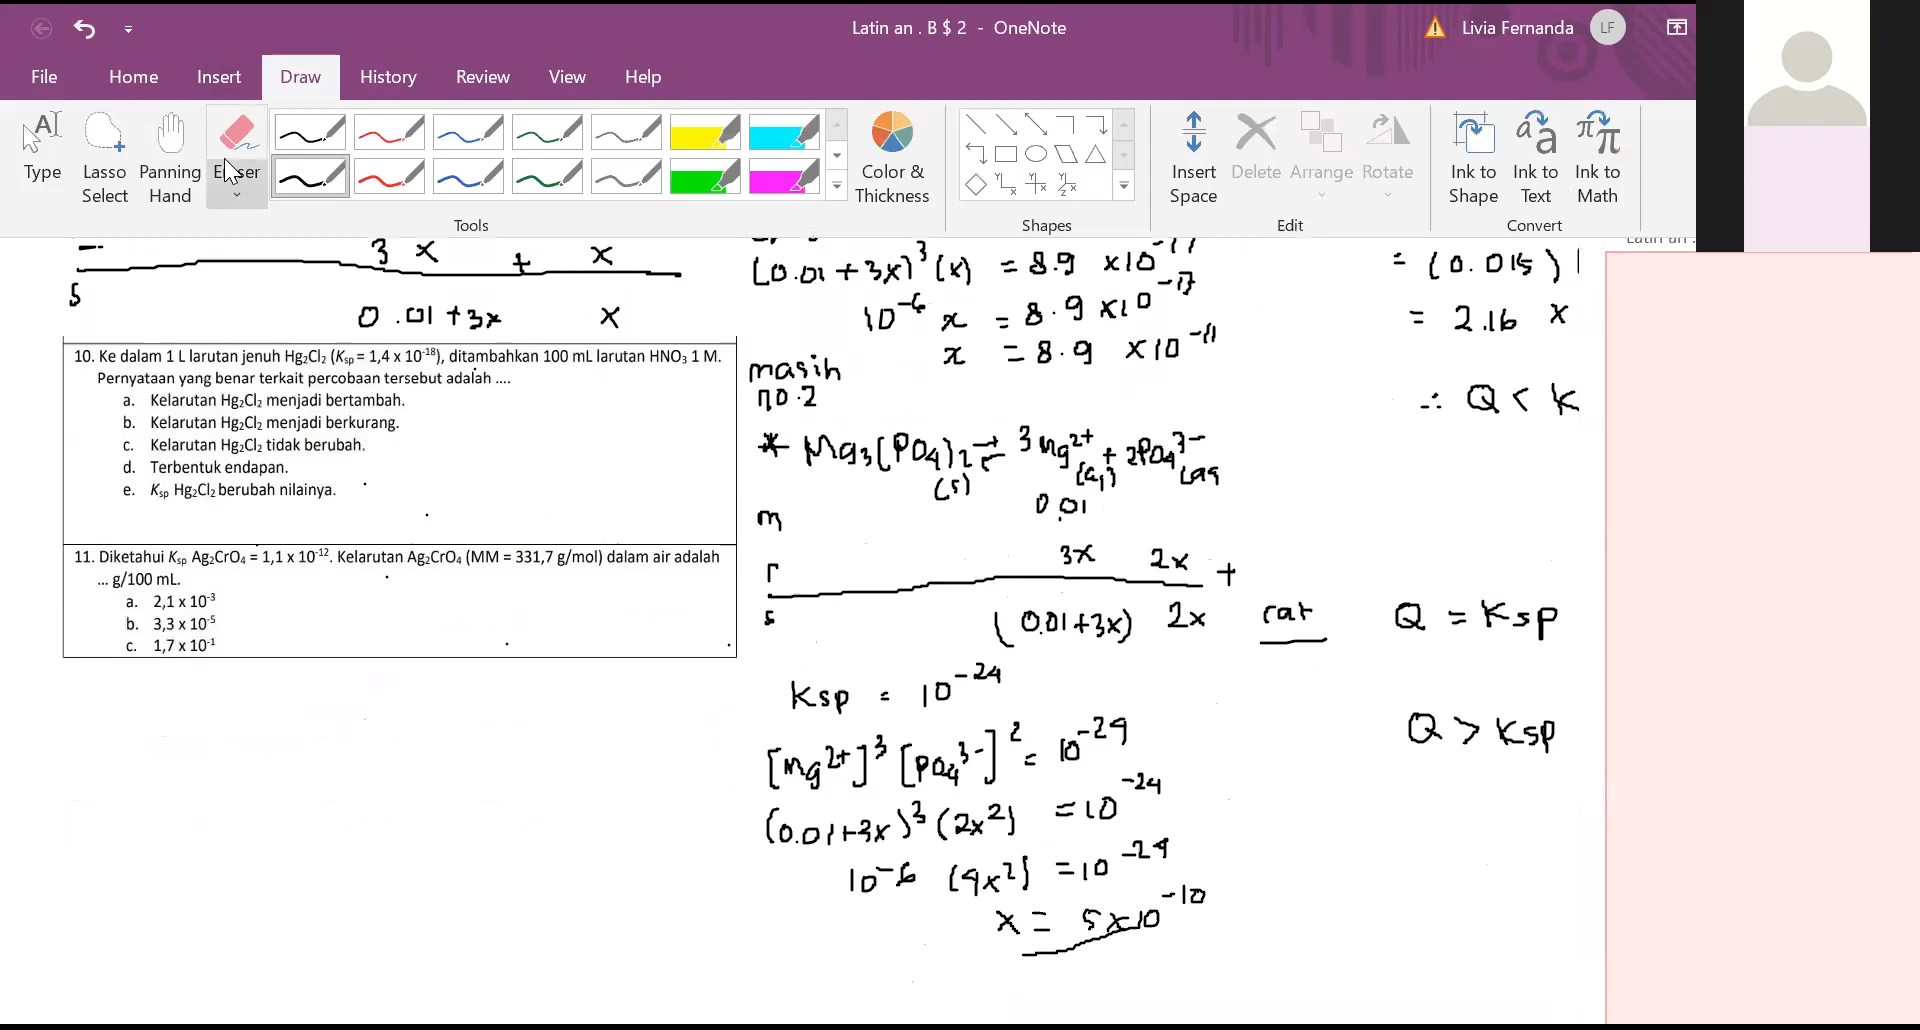 Latin an . B $ 2 - OneNote
Livia Fernanda
LF
File Home Insert Draw History Review View Help
Type
Lasso Select
Panning Hand
Eraser
Color & Thickness
Insert Space
Delete
Arrange
Rotate
Ink to Shape
Ink to Text
Ink to Math
Tools
Shapes
Edit
Convert
3x + x
s
0.01 + 3x x
10. Ke dalam 1 L larutan jenuh Hg₂Cl₂ (Ksp = 1,4 x 10⁻¹⁸), ditambahkan 100 mL larutan HNO₃ 1 M.
Pernyataan yang benar terkait percobaan tersebut adalah ....
a. Kelarutan Hg₂Cl₂ menjadi bertambah.
b. Kelarutan Hg₂Cl₂ menjadi berkurang.
c. Kelarutan Hg₂Cl₂ tidak berubah.
d. Terbentuk endapan.
e. Ksp Hg₂Cl₂ berubah nilainya.
11. Diketahui Ksp Ag₂CrO₄ = 1,1 x 10⁻¹². Kelarutan Ag₂CrO₄ (MM = 331,7 g/mol) dalam air adalah
... g/100 mL.
a. 2,1 x 10⁻³
b. 3,3 x 10⁻⁵
c. 1,7 x 10⁻¹
(0.01 + 3x)³ (x) = 8.9 x10⁻¹⁷
10⁻⁶ x = 8.9 x10⁻¹⁷
x = 8.9 x10⁻¹¹
masih
no.2
* Mg₃(PO₄)₂ (s) ⇌ 3Mg²⁺ (aq) + 2PO₄³⁻ (aq
m 0.01
r 3x 2x +
s (0.01+3x) 2x
Ksp = 10⁻²⁴
[Mg²⁺]³ [PO₄³⁻]² = 10⁻²⁴
(0.01+3x)³ (2x²) = 10⁻²⁴
10⁻⁶ (4x²) = 10⁻²⁴
x = 5x10⁻¹⁰
= (0.015)
= 2.16 x
∴ Q < K
Q = Ksp
Q > Ksp